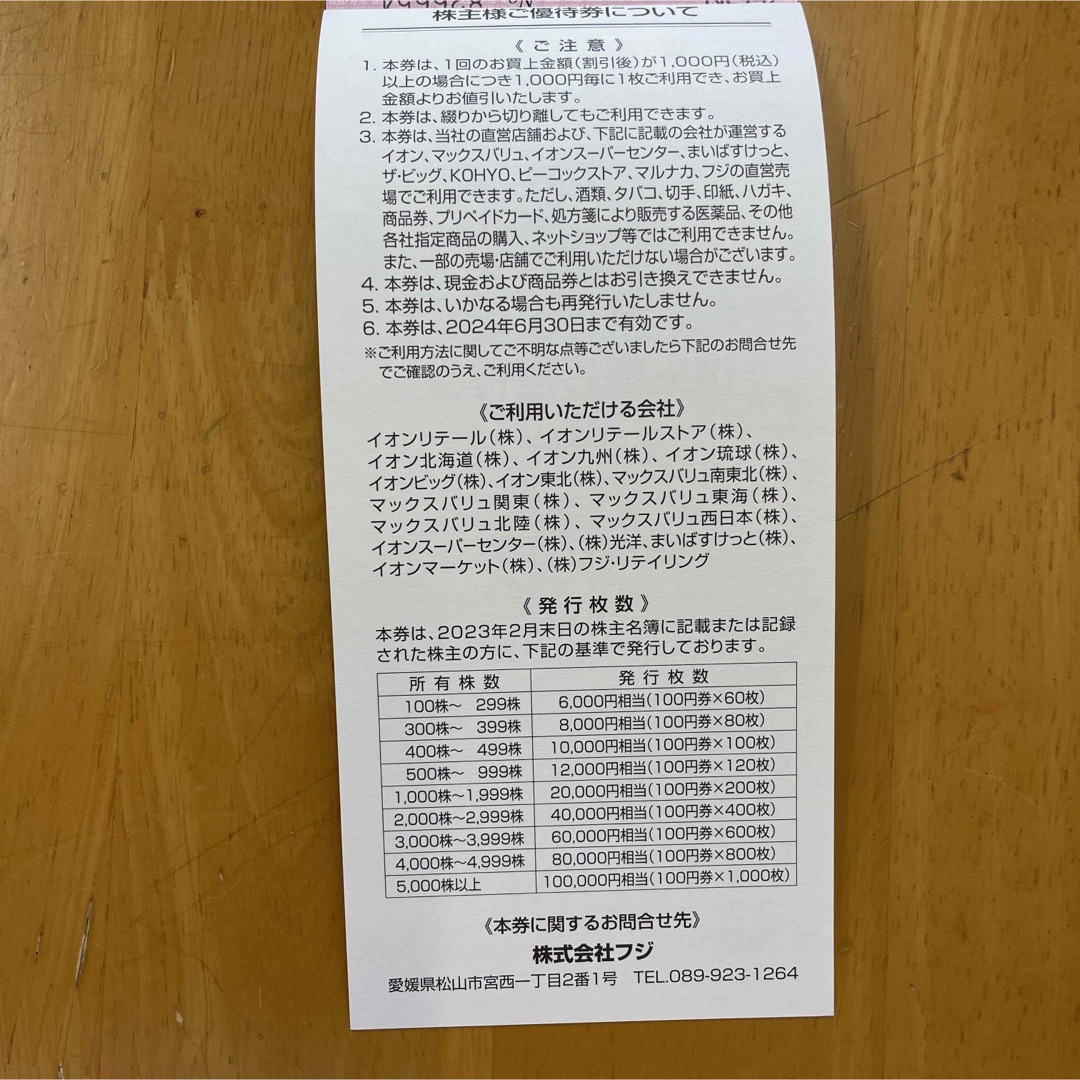 株主様ご優待券について
《ご注意》
1. 本券は、1回のお買上金額(割引後)が1,000円(税込)
以上の場合につき1,000円毎に1枚ご利用でき、お買上
金額よりお値引いたします。
2. 本券は、綴りから切り離してもご利用できます。
3. 本券は、当社の直営店舗および、下記に記載の会社が運営する
イオン、マックスバリュ、イオンスーパーセンター、まいばすけっと、
ザ・ビッグ、KOHYO、ピーコックストア、マルナカ、フジの直営売
場でご利用できます。ただし、酒類、タバコ、切手、印紙、ハガキ、
商品券、プリペイドカード、処方箋により販売する医薬品、その他
各社指定商品の購入、ネットショップ等ではご利用できません。
また、一部の売場・店舗でご利用いただけない場合がございます。
4. 本券は、現金および商品券とはお引き換えできません。
5. 本券は、いかなる場合も再発行いたしません。
6. 本券は、2024年6月30日まで有効です。
※ご利用方法に関してご不明な点等ございましたら下記のお問合せ先
でご確認のうえ、ご利用ください。
《ご利用いただける会社》
イオンリテール(株)、イオンリテールストア(株)、
イオン北海道(株)、イオン九州(株)、イオン琉球(株)、
イオンビッグ(株)、イオン東北(株)、マックスバリュ南東北(株)、
マックスバリュ関東(株)、マックスバリュ東海(株)、
マックスバリュ北陸(株)、マックスバリュ西日本(株)、
イオンスーパーセンター(株)、(株)光洋、まいばすけっと(株)、
イオンマーケット(株)、(株)フジ・リテイリング
《発行枚数》
本券は、2023年2月末日の株主名簿に記載または記録
された株主の方に、下記の基準で発行しております。
所有株数 発行枚数
100株〜 299株 6,000円相当(100円券×60枚)
300株〜 399株 8,000円相当(100円券×80枚)
400株〜 499株 10,000円相当(100円券×100枚)
500株〜 999株 12,000円相当(100円券×120枚)
1,000株〜1,999株 20,000円相当(100円券×200枚)
2,000株〜2,999株 40,000円相当(100円券×400枚)
3,000株〜3,999株 60,000円相当(100円券×600枚)
4,000株〜4,999株 80,000円相当(100円券×800枚)
5,000株以上 100,000円相当(100円券×1,000枚)
《本券に関するお問合せ先》
株式会社フジ
愛媛県松山市宮西一丁目2番1号 TEL.089-923-1264